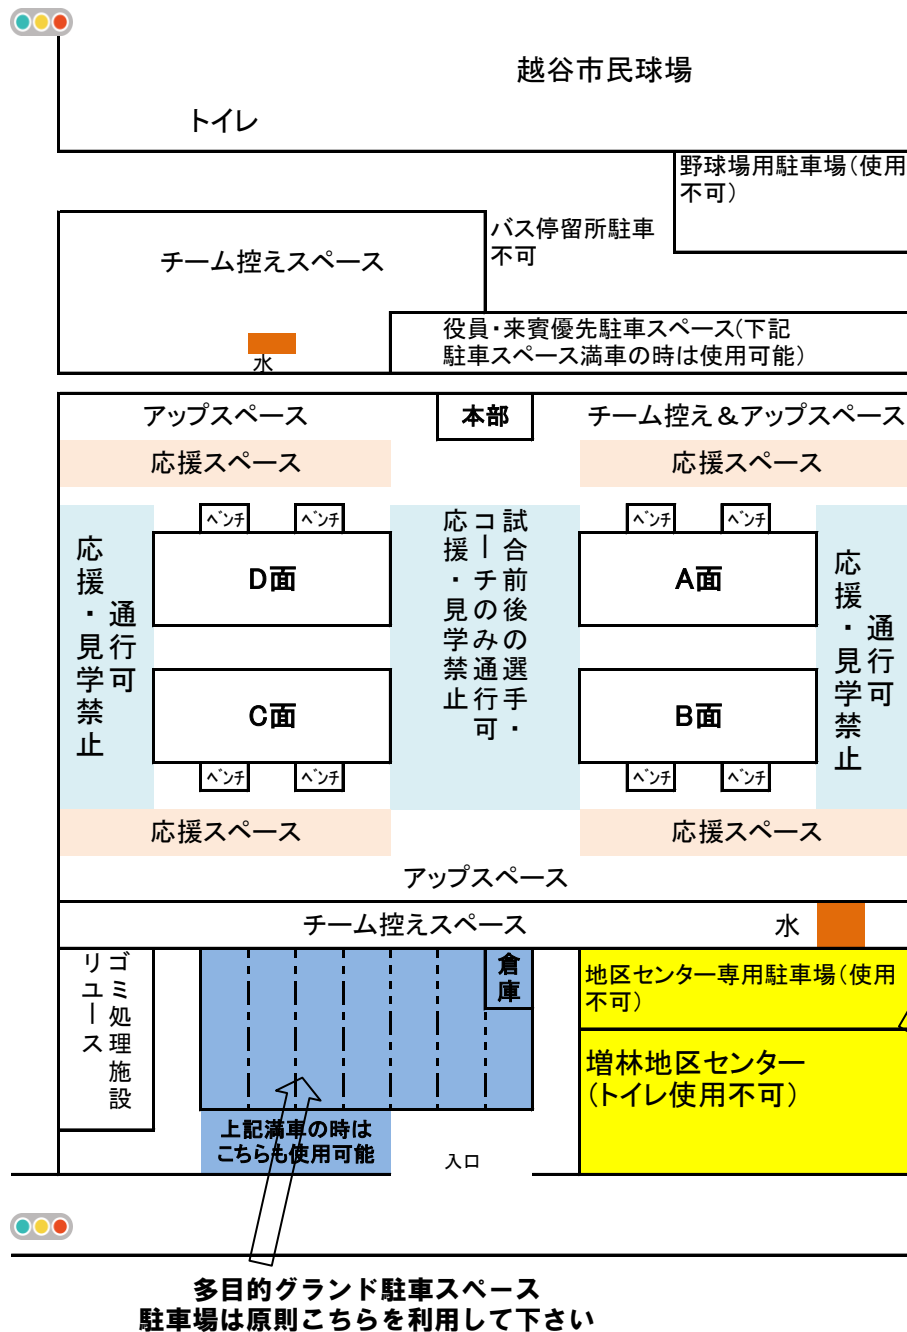 越谷市民球場
トイレ
野球場用駐車場(使用
不可)
バス停留所駐車
不可
チーム控えスペース
役員・来賓優先駐車スペース(下記
駐車スペース満車の時は使用可能)
水
アップスペース
本部
チーム控え＆アップスペース
応援スペース
応援スペース
ベンチ
ベンチ
ベンチ
ベンチ
D面
A面
通行可
応援・見学禁止
試合前後の選手・
コーチのみ通行可
応援・見学禁止
通行可
応援・見学禁止
C面
B面
ベンチ
ベンチ
ベンチ
ベンチ
応援スペース
応援スペース
アップスペース
チーム控えスペース
水
ゴミ処理施設
リユース
倉
庫
地区センター専用駐車場(使用
不可)
増林地区センター
(トイレ使用不可)
上記満車の時は
こちらも使用可能
入口
多目的グランド駐車スペース
駐車場は原則こちらを利用して下さい